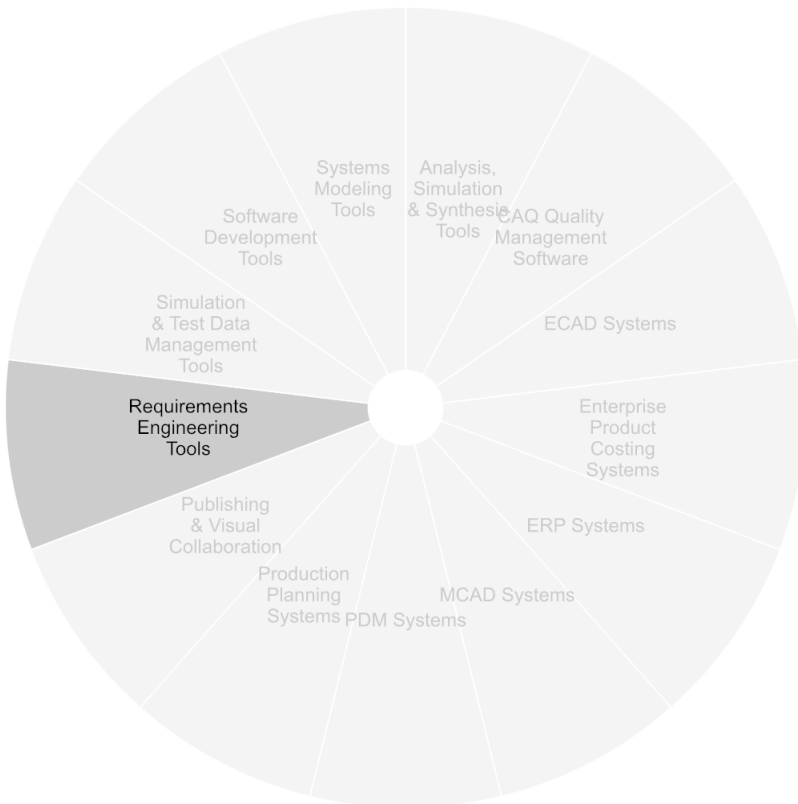 Systems
Modeling
Tools
Analysis,
Simulation
& Synthesis
Tools
CAQ Quality
Management
Software
ECAD Systems
Enterprise
Product
Costing
Systems
ERP Systems
MCAD Systems
PDM Systems
Production
Planning
Systems
Publishing
& Visual
Collaboration
Requirements
Engineering
Tools
Simulation
& Test Data
Management
Tools
Software
Development
Tools